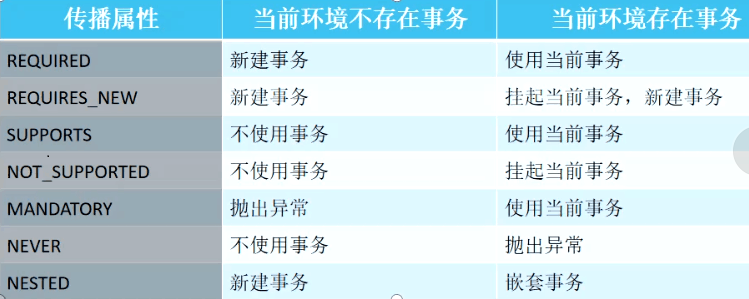 传播属性 当前环境不存在事务 当前环境存在事务
REQUIRED 新建事务 使用当前事务
REQUIRES_NEW 新建事务 挂起当前事务，新建事务
SUPPORTS 不使用事务 使用当前事务
NOT_SUPPORTED 不使用事务 挂起当前事务
MANDATORY 抛出异常 使用当前事务
NEVER 不使用事务 抛出异常
NESTED 新建事务 嵌套事务